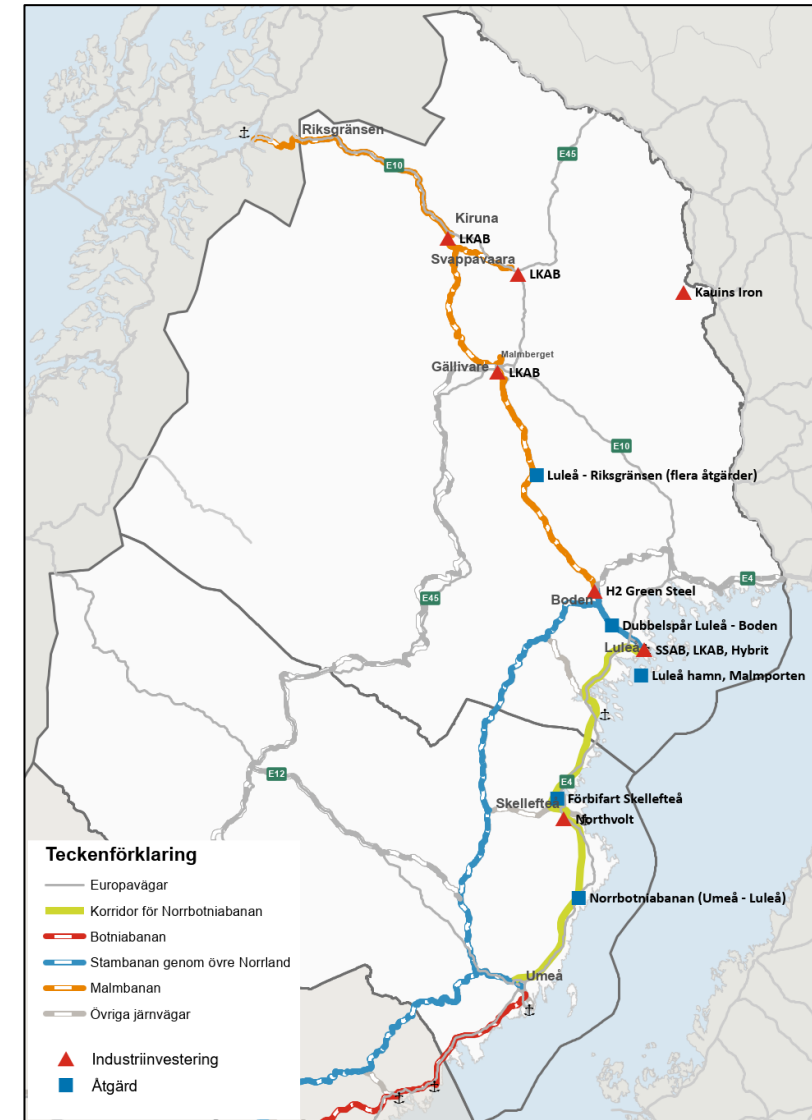 Riksgränsen
E10
E45
Kiruna
LKAB
Svappavaara
LKAB
Kauins Iron
Malmberget
Gällivare
LKAB
E10
Luleå - Riksgränsen (flera åtgärder)
E4
H2 Green Steel
E45
Boden
Dubbelspår Luleå - Boden
Luleå
SSAB, LKAB, Hybrit
Luleå hamn, Malmporten
E12
E4
Förbifart Skellefteå
Skellefteå
Northvolt
Norrbotniabanan (Umeå - Luleå)
Umeå
Teckenförklaring
Europavägar
Korridor för Norrbotniabanan
Botniabanan
Stambanan genom övre Norrland
Malmbanan
Övriga järnvägar
Industriinvestering
Åtgärd